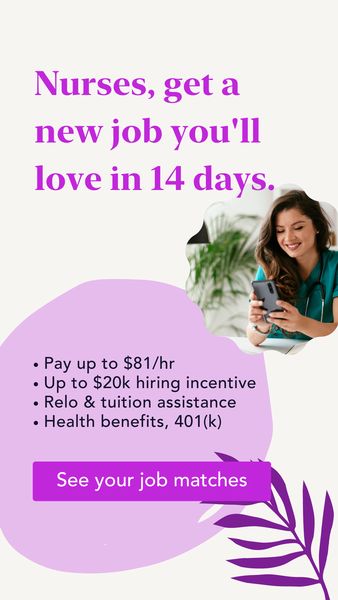 Nurses, get a
new job you'll
love in 14 days.
• Pay up to $81/hr
• Up to $20k hiring incentive
• Relo & tuition assistance
• Health benefits, 401(k)
See your job matches